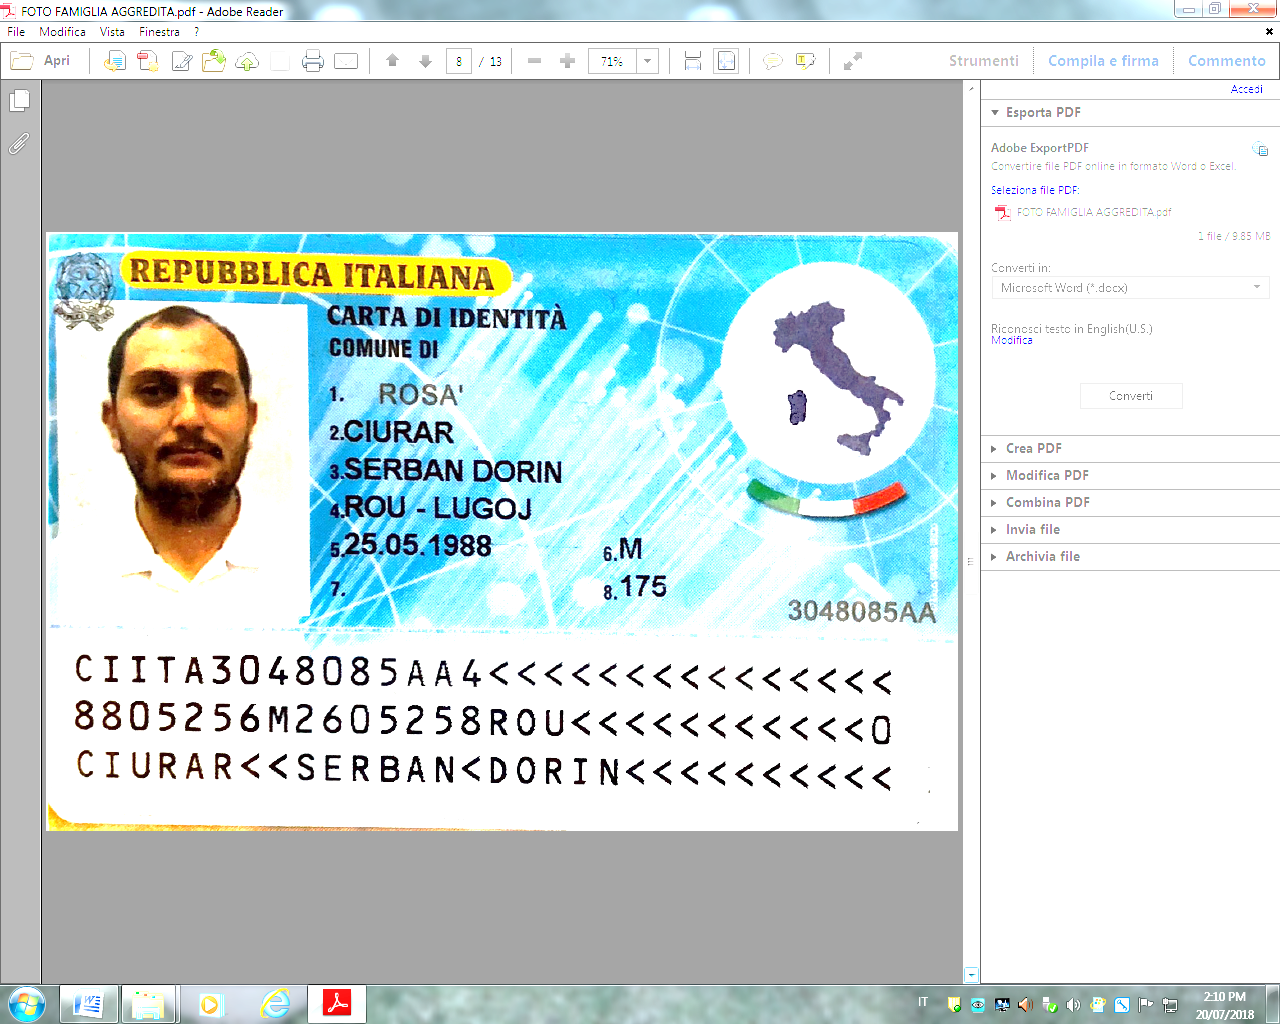 FOTO FAMIGLIA AGGREDITA.pdf - Adobe Reader
File Modifica Vista Finestra ?
Apri 8 / 13 71% Strumenti Compila e firma Commento
Accedi
Esporta PDF
Adobe ExportPDF
Convertire file PDF online in formato Word o Excel.
Seleziona file PDF:
FOTO FAMIGLIA AGGREDITA.pdf
1 file / 9.85 MB
Converti in:
Microsoft Word (*.docx)
Riconosci testo in English(U.S.)
Modifica
Converti
Crea PDF
Modifica PDF
Combina PDF
Invia file
Archivia file
REPUBBLICA ITALIANA
CARTA DI IDENTITÀ
COMUNE DI
1. ROSA'
2.CIURAR
3.SERBAN DORIN
4.ROU - LUGOJ
5.25.05.1988 6.M
7. 8.175
3048085AA
CIITA3048085AA4<<<<<<<<<<<<<<<
8805256M2605258ROU<<<<<<<<<<<0
CIURAR<<SERBAN<DORIN<<<<<<<<<<
IT 2:10 PM
20/07/2018